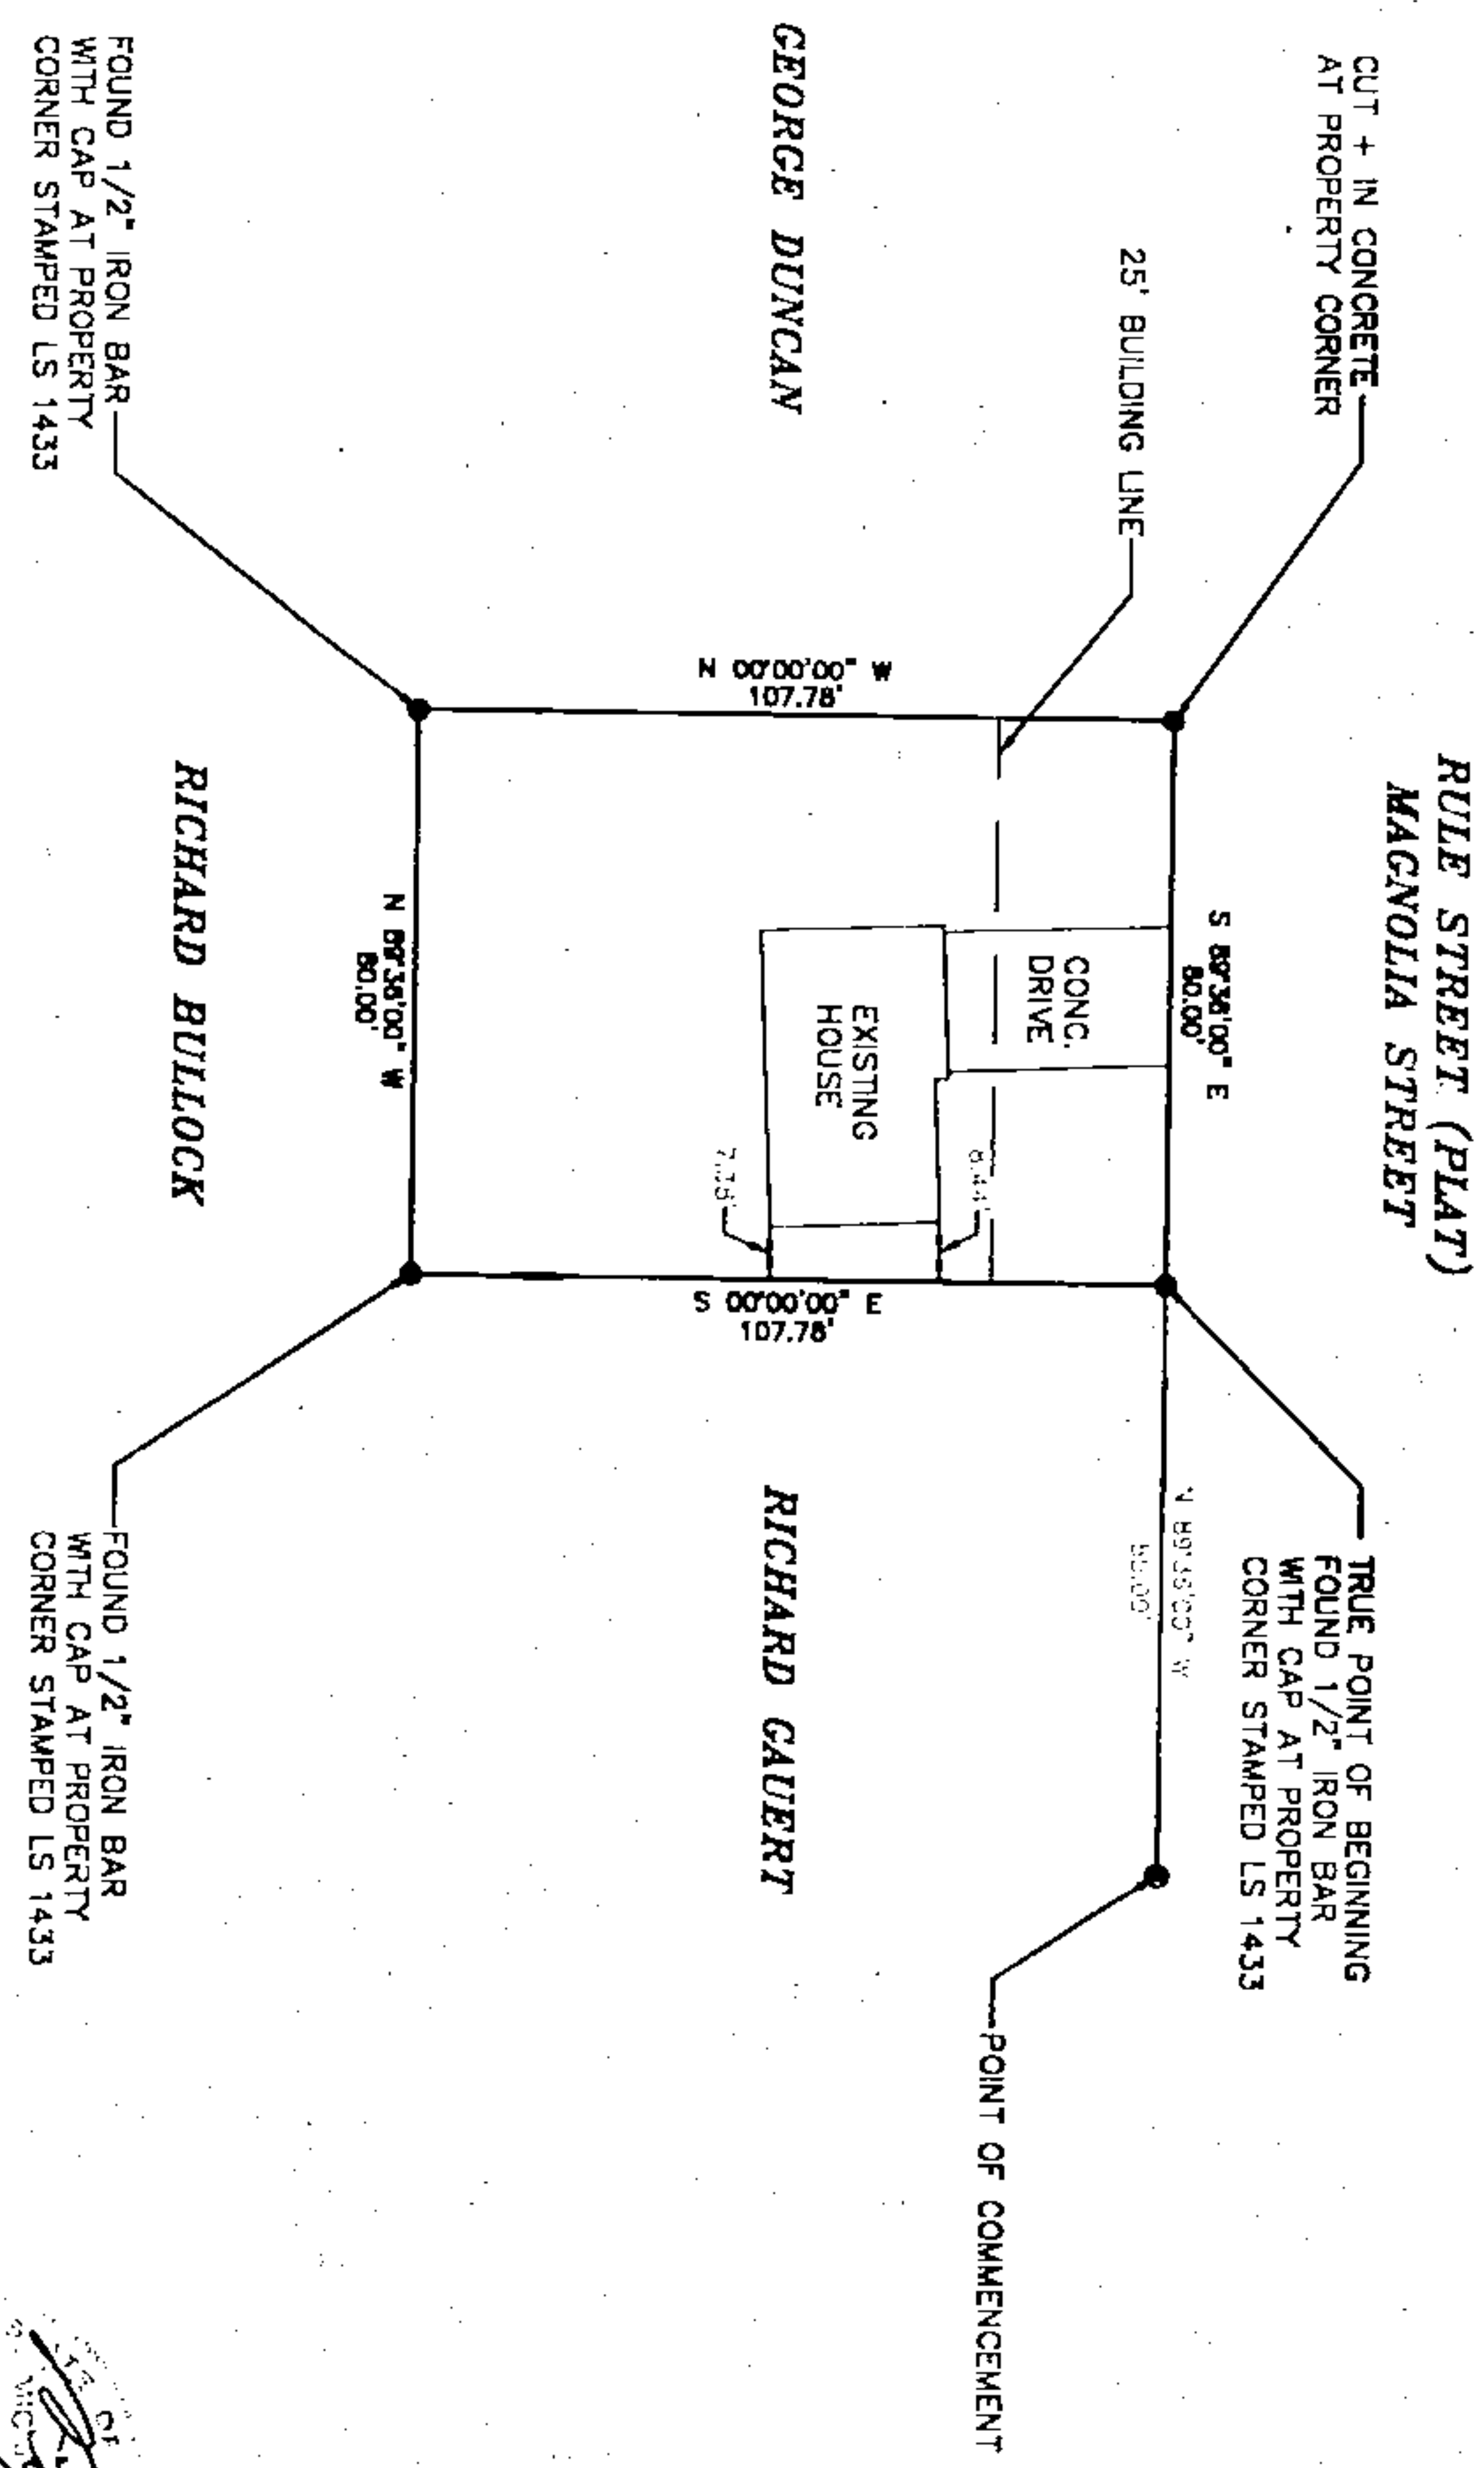 RULE STREET (PLAT)
MAGNOLIA STREET
CUT + IN CONCRETE
AT PROPERTY CORNER
TRUE POINT OF BEGINNING
FOUND 1/2" IRON BAR
WITH CAP AT PROPERTY
CORNER STAMPED LS 1433
S 89°36'00" E
80.00'
N 89°36'00" W
25' BUILDING LINE
CONC.
DRIVE
POINT OF COMMENCEMENT
EXISTING
HOUSE
GEORGE DUNCAN
N 00°00'00" W
107.78'
S 00°00'00" E
107.78'
RICHARD GAUERT
N 89°36'00" W
80.00'
RICHARD BULLOCK
FOUND 1/2" IRON BAR
WITH CAP AT PROPERTY
CORNER STAMPED LS 1433
FOUND 1/2" IRON BAR
WITH CAP AT PROPERTY
CORNER STAMPED LS 1433